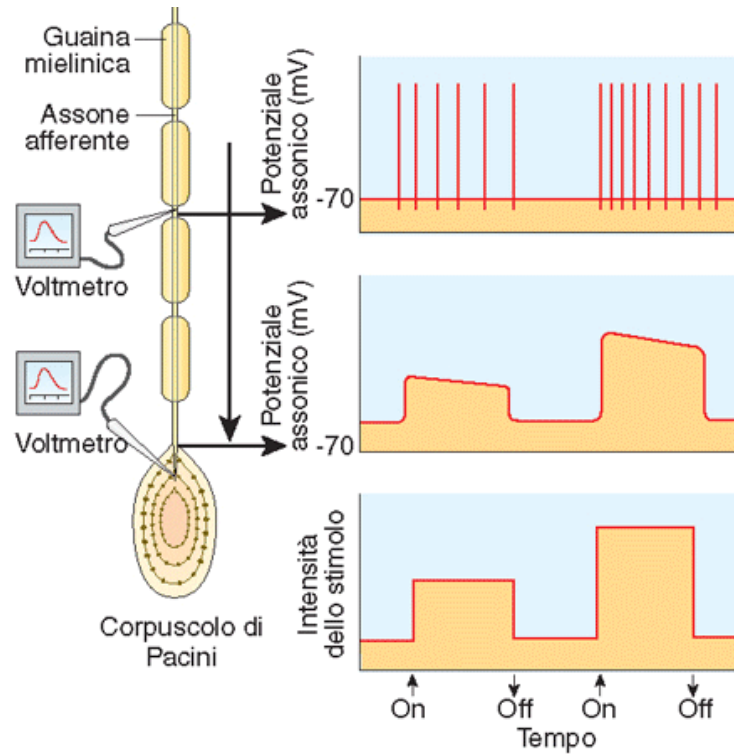 Guaina
mielinica
Assone
afferente
Voltmetro
Voltmetro
Corpuscolo di
Pacini
Potenziale
assonico (mV)
-70
Potenziale
assonico (mV)
-70
Intensità
dello stimolo
On
Off
On
Off
Tempo